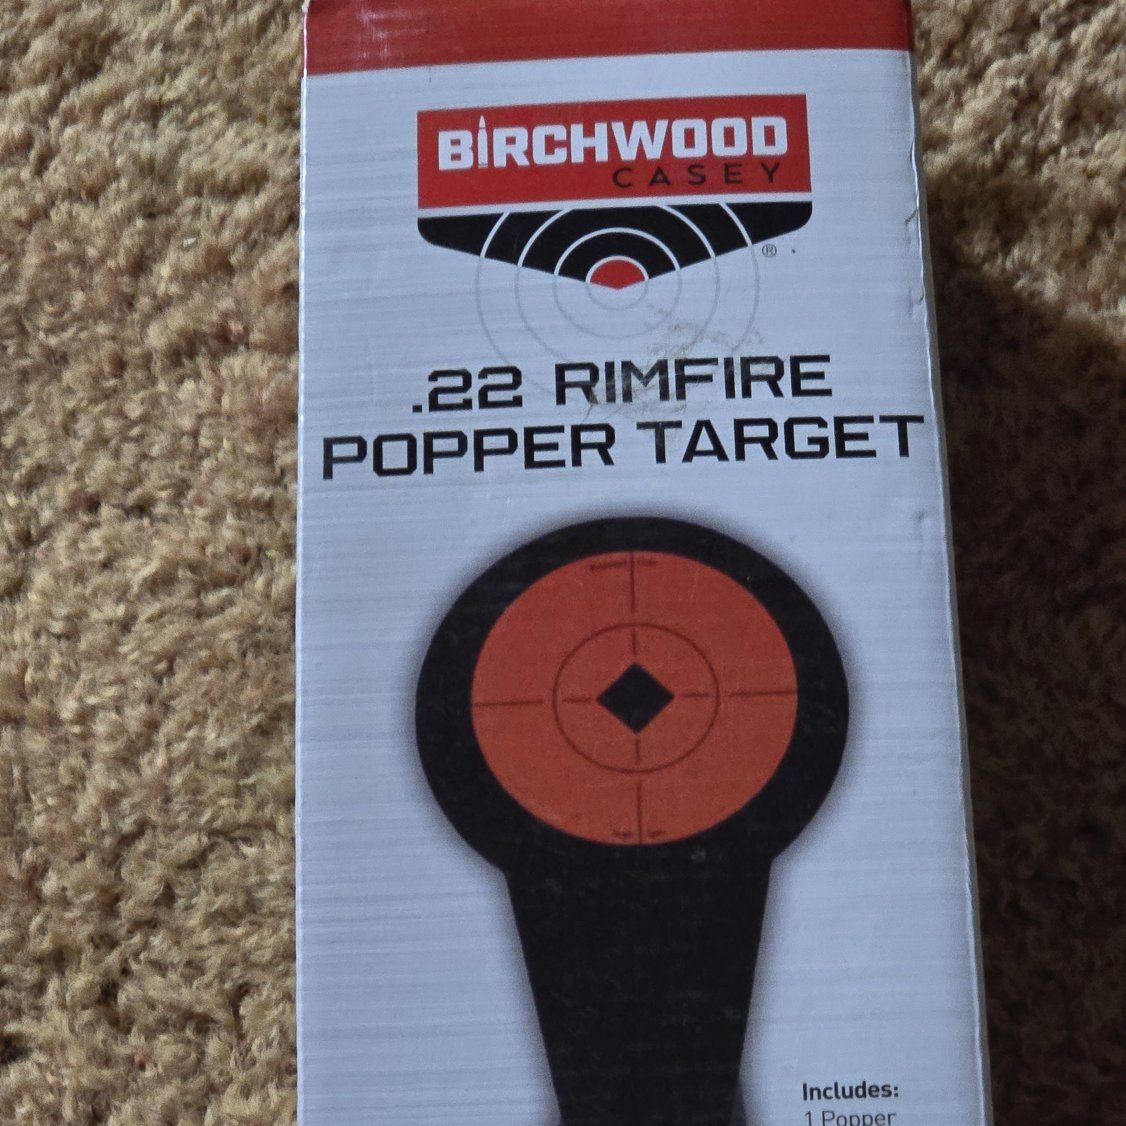 BIRCHWOOD
CASEY
®
.22 RIMFIRE
POPPER TARGET
Includes:
1 Popper